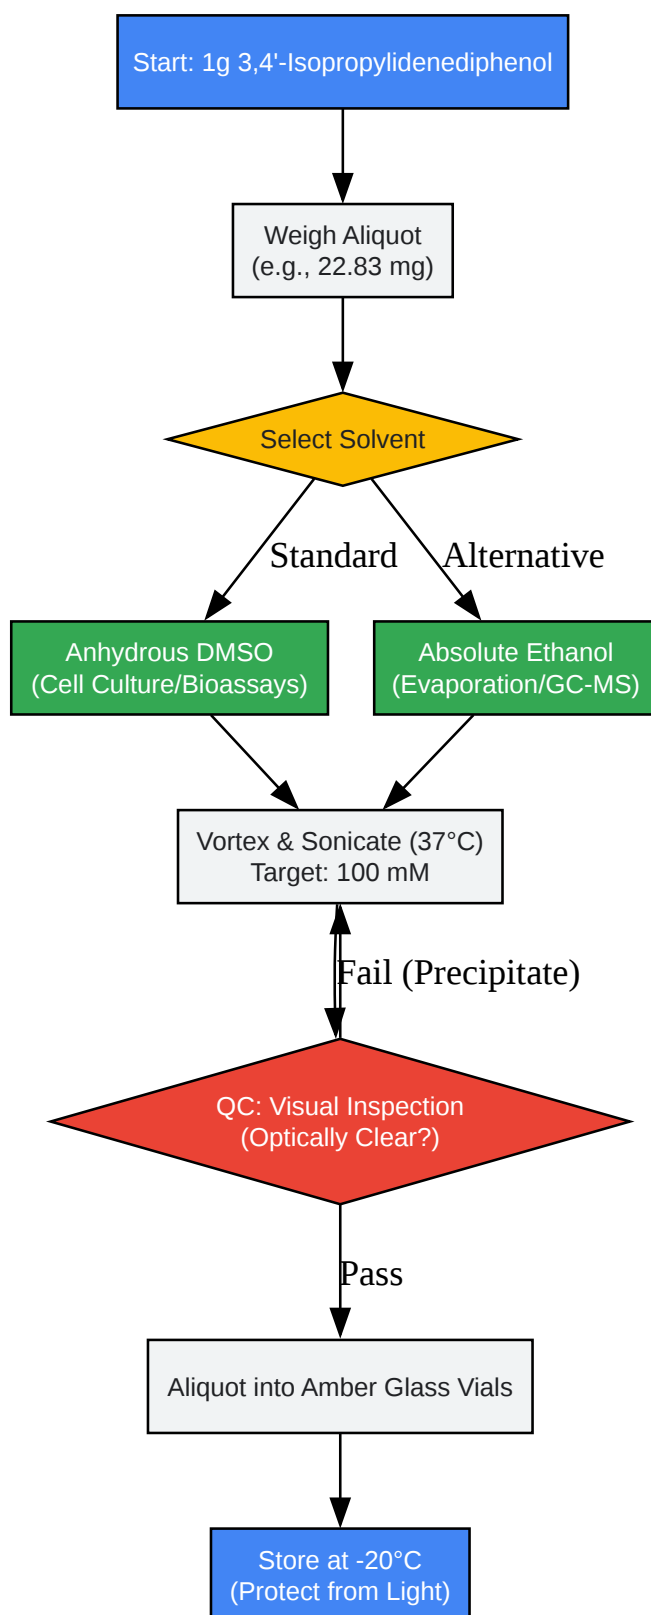 Start: 1g 3,4'-Isopropylidenediphenol
Weigh Aliquot
(e.g., 22.83 mg)
Select Solvent
Standard
Alternative
Anhydrous DMSO
(Cell Culture/Bioassays)
Absolute Ethanol
(Evaporation/GC-MS)
Vortex & Sonicate (37°C)
Target: 100 mM
Fail (Precipitate)
QC: Visual Inspection
(Optically Clear?)
Pass
Aliquot into Amber Glass Vials
Store at -20°C
(Protect from Light)